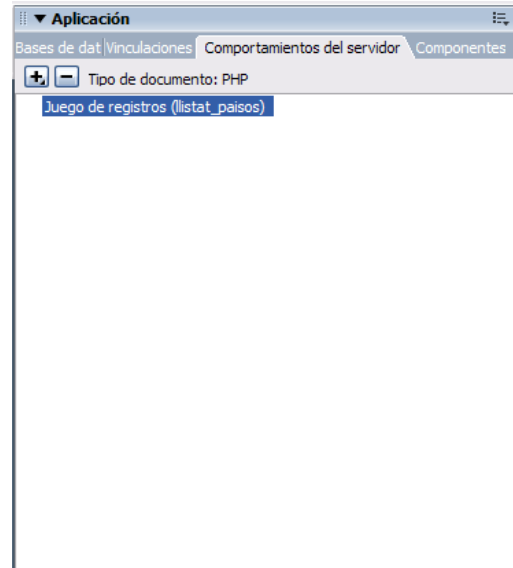 Aplicación
Bases de dat Vinculaciones Comportamientos del servidor Componentes
Tipo de documento: PHP
Juego de registros (llistat_paisos)